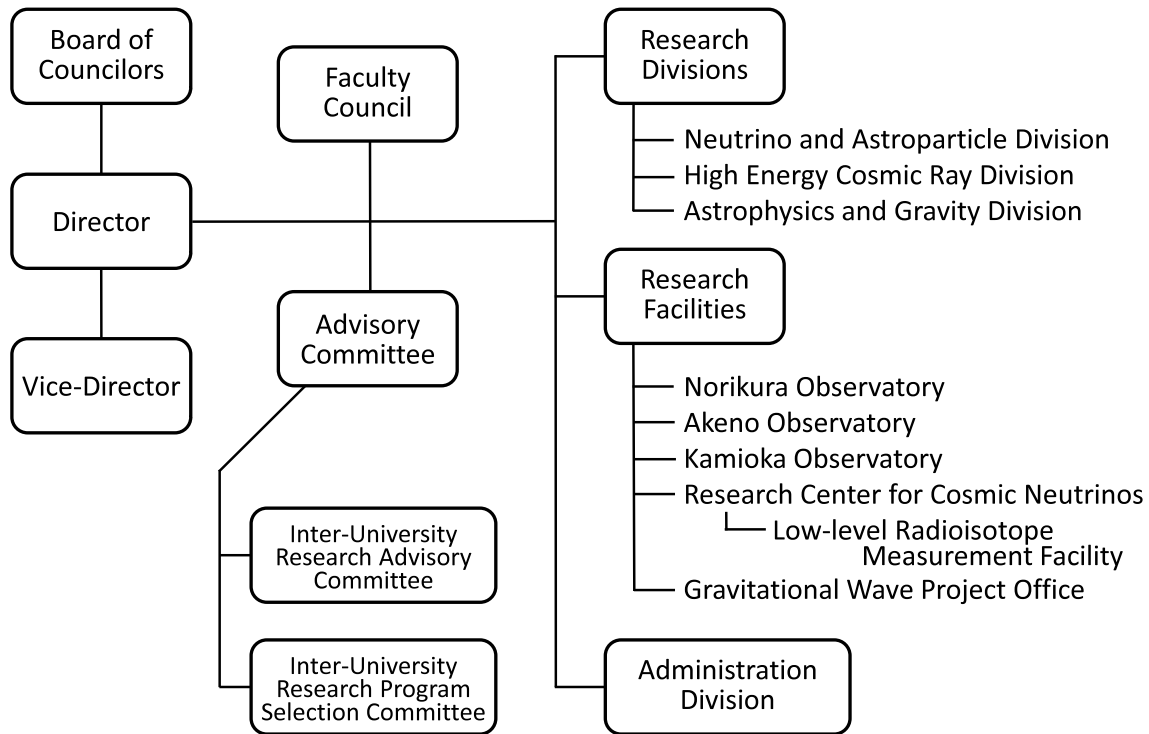 Board of
Councilors
Director
Vice-Director
Faculty
Council
Advisory
Committee
Inter-University
Research Advisory
Committee
Inter-University
Research Program
Selection Committee
Research
Divisions
Neutrino and Astroparticle Division
High Energy Cosmic Ray Division
Astrophysics and Gravity Division
Research
Facilities
Norikura Observatory
Akeno Observatory
Kamioka Observatory
Research Center for Cosmic Neutrinos
Low-level Radioisotope
Measurement Facility
Gravitational Wave Project Office
Administration
Division